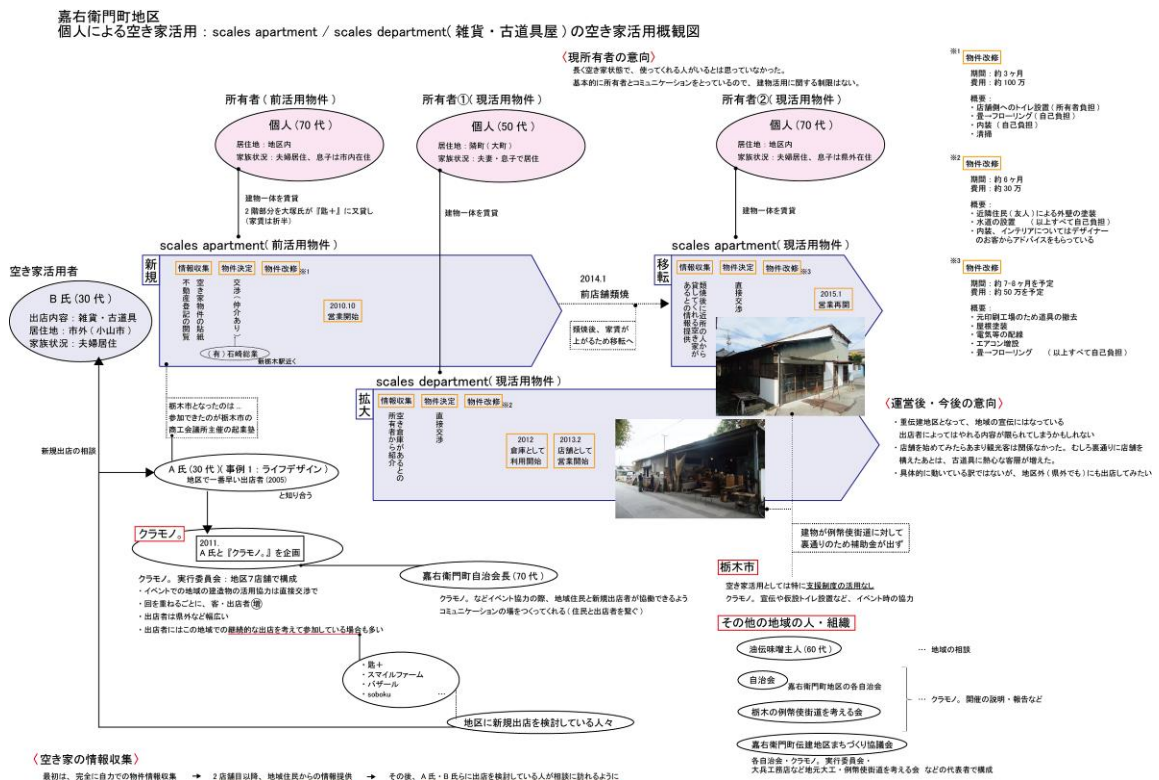 嘉右衛門町地区
個人による空き家活用：scales apartment / scales department( 雑貨・古道具屋 ) の空き家活用概観図
〈現所有者の意向〉
長く空き家状態で、使ってくれる人がいるとは思っていなかった。
基本的に所有者とコミュニケーションをとっているので、建物活用に関する制限はない。
所有者 ( 前活用物件 )
個人 (70 代 )
居住地：地区内
家族状況：夫婦居住、息子は市内在住
所有者① ( 現活用物件 )
個人 (50 代 )
居住地：隣町 ( 大町 )
家族状況：夫妻・息子で居住
所有者② ( 現活用物件 )
個人 (70 代 )
居住地：地区内
家族状況：夫婦居住、息子は県外在住
建物一体を賃貸
2 階部分を大塚氏が『匙＋』に又貸し
( 家賃は折半 )
建物一体を賃貸
建物一体を賃貸
※1 物件改修
期間：約 3 ヶ月
費用：約 100 万
概要：
・店舗側へのトイレ設置 ( 所有者負担 )
・畳→フローリング ( 自己負担 )
・内装 ( 自己負担 )
・清掃
※2 物件改修
期間：約 6 ヶ月
費用：約 30 万
概要：
・近隣住民 ( 友人 ) による外壁の塗装
・水道の設置　( 以上すべて自己負担 )
・内装、インテリアについてはデザイナー
のお客からアドバイスをもらっている
※3 物件改修
期間：約 7-8 ヶ月を予定
費用：約 50 万を予定
概要：
・元印刷工場のため道具の撤去
・屋根塗装
・電気等の配線
・エアコン増設
・畳→フローリング　( 以上すべて自己負担 )
空き家活用者
B 氏 (30 代 )
出店内容：雑貨・古道具
居住地：市外 ( 小山市 )
家族状況：夫婦居住
scales apartment ( 前活用物件 )
新規
情報収集 物件決定 物件改修 ※1
空き家物件の貼紙
不動産登記の閲覧
交渉 ( 仲介あり )
( 有 ) 石崎総業
新栃木駅近く
2010.10
営業開始
2014.1
前店舗類焼
類焼後、家賃が
上がるため移転へ
scales apartment ( 現活用物件 )
移転
情報収集 物件決定 物件改修 ※3
類焼後に近所の人から
貸してくれる空き家が
あるとの情報提供
直接交渉
2015.1
営業再開
scales department( 現活用物件 )
拡大
情報収集 物件決定 物件改修 ※2
空き倉庫があるとの
所有者から紹介
直接交渉
2012
倉庫として
利用開始
2013.2
店舗として
営業開始
栃木市となったのは ...
参加できたのが栃木市の
商工会議所主催の起業塾
新規出店の相談
A 氏 (30 代 )( 事例 1：ライフデザイン )
地区で一番早い出店者 (2005)
と知り合う
クラモノ。
2011.
A 氏と『クラモノ。』を企画
クラモノ。実行委員会：地区 7 店舗で構成
・イベントでの地域の建造物の活用協力は直接交渉で
・回を重ねるごとに、客・出店者 増
・出店者は県外など幅広い
・出店者にはこの地域での継続的な出店を考えて参加している場合も多い
嘉右衛門町自治会長 (70 代 )
クラモノ。などイベント協力の際、地域住民と新規出店者が協働できるよう
コミュニケーションの場をつくってくれる ( 住民と出店者を繋ぐ )
・匙＋
・スマイルファーム
・バザール
・soboku …
地区に新規出店を検討している人々
〈運営後・今後の意向〉
・重伝建地区となって、地域の宣伝にはなっている
出店者によってはやれる内容が限られてしまうかもしれない
・店舗を始めてみたらあまり観光客は関係なかった。むしろ裏通りに店舗を
構えたあとは、古道具に熱心な客層が増えた。
・具体的に動いている訳ではないが、地区外 ( 県外でも ) にも出店してみたい
建物が例幣使街道に対して
裏通りのため補助金が出ず
栃木市
空き家活用としては特に支援制度の活用なし
クラモノ。宣伝や仮設トイレ設置など、イベント時の協力
その他の地域の人・組織
油伝味噌主人 (60 代 )
… 地域の相談
自治会 嘉右衛門町地区の各自治会
栃木の例幣使街道を考える会
… クラモノ。開催の説明・報告など
嘉右衛門町伝建地区まちづくり協議会
各自治会・クラモノ。実行委員会・
大兵工務店など地元大工・例幣使街道を考える会 などの代表者で構成
〈空き家の情報収集〉
最初は、完全に自力での物件情報収集 → 2 店舗目以降、地域住民からの情報提供 → その後、A 氏・B 氏らに出店を検討している人が相談に訪れるように